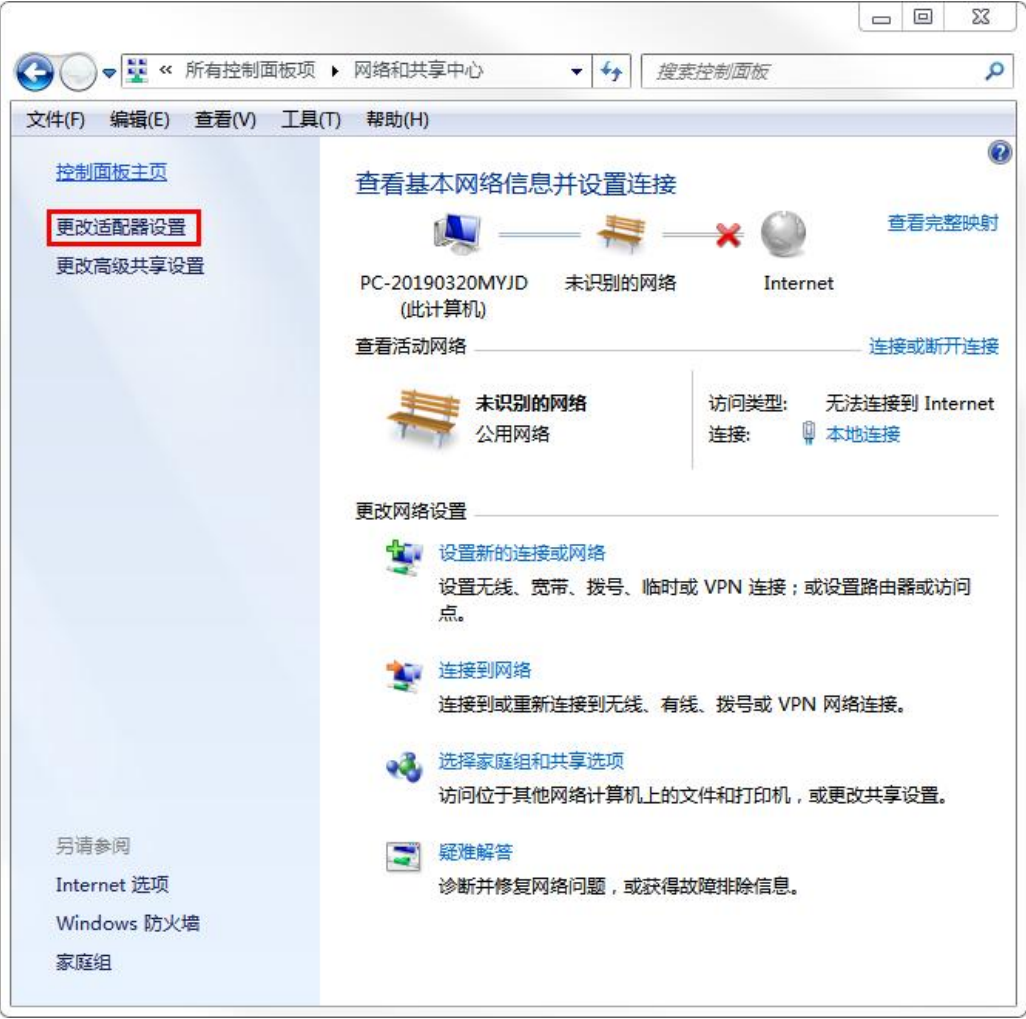 « 所有控制面板项 ▸ 网络和共享中心
搜索控制面板
文件(F) 编辑(E) 查看(V) 工具(T) 帮助(H)
控制面板主页
更改适配器设置
更改高级共享设置
查看基本网络信息并设置连接
查看完整映射
PC-20190320MYJD 未识别的网络 Internet
(此计算机)
查看活动网络 连接或断开连接
未识别的网络 访问类型: 无法连接到 Internet
公用网络 连接: 本地连接
更改网络设置
设置新的连接或网络
设置无线、宽带、拨号、临时或 VPN 连接；或设置路由器或访问
点。
连接到网络
连接到或重新连接到无线、有线、拨号或 VPN 网络连接。
选择家庭组和共享选项
访问位于其他网络计算机上的文件和打印机，或更改共享设置。
疑难解答
诊断并修复网络问题，或获得故障排除信息。
另请参阅
Internet 选项
Windows 防火墙
家庭组